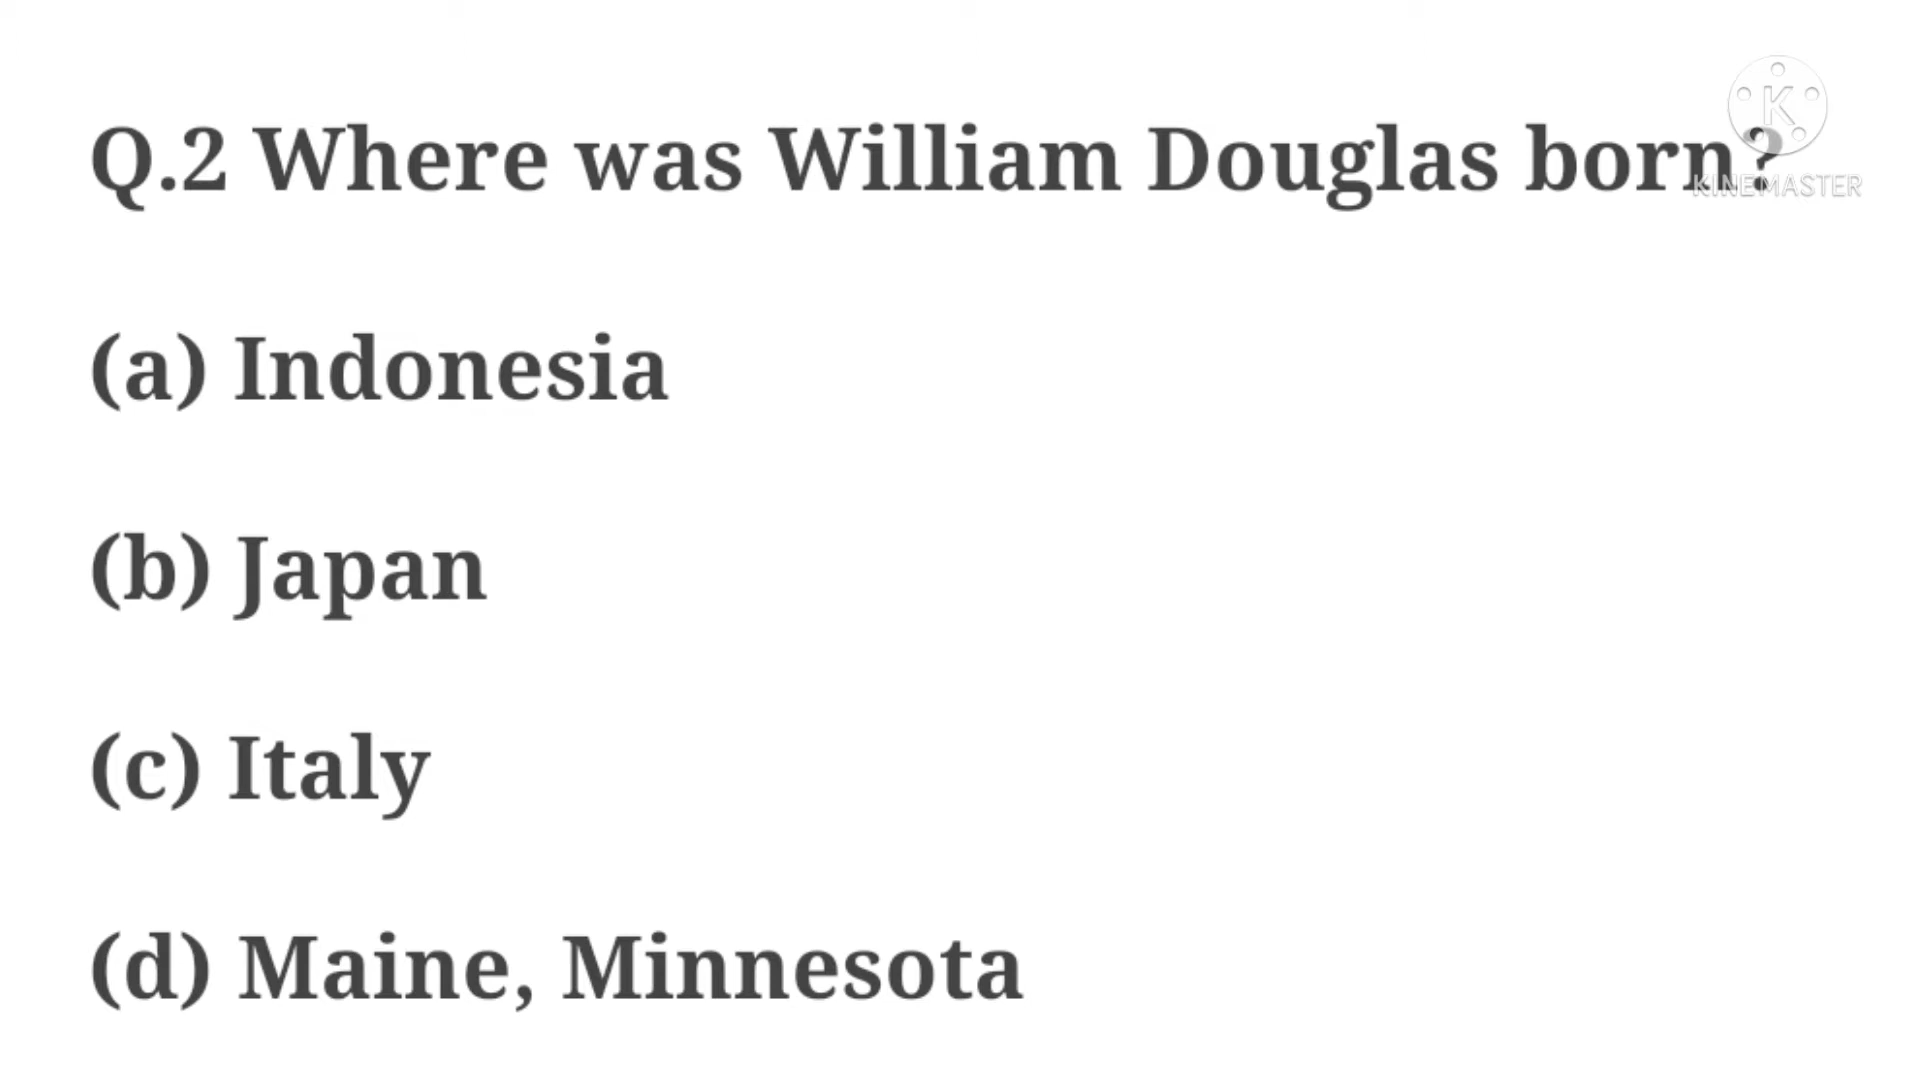 Q.2 Where was William Douglas born?
KINEMASTER
(a) Indonesia
(b) Japan
(c) Italy
(d) Maine, Minnesota